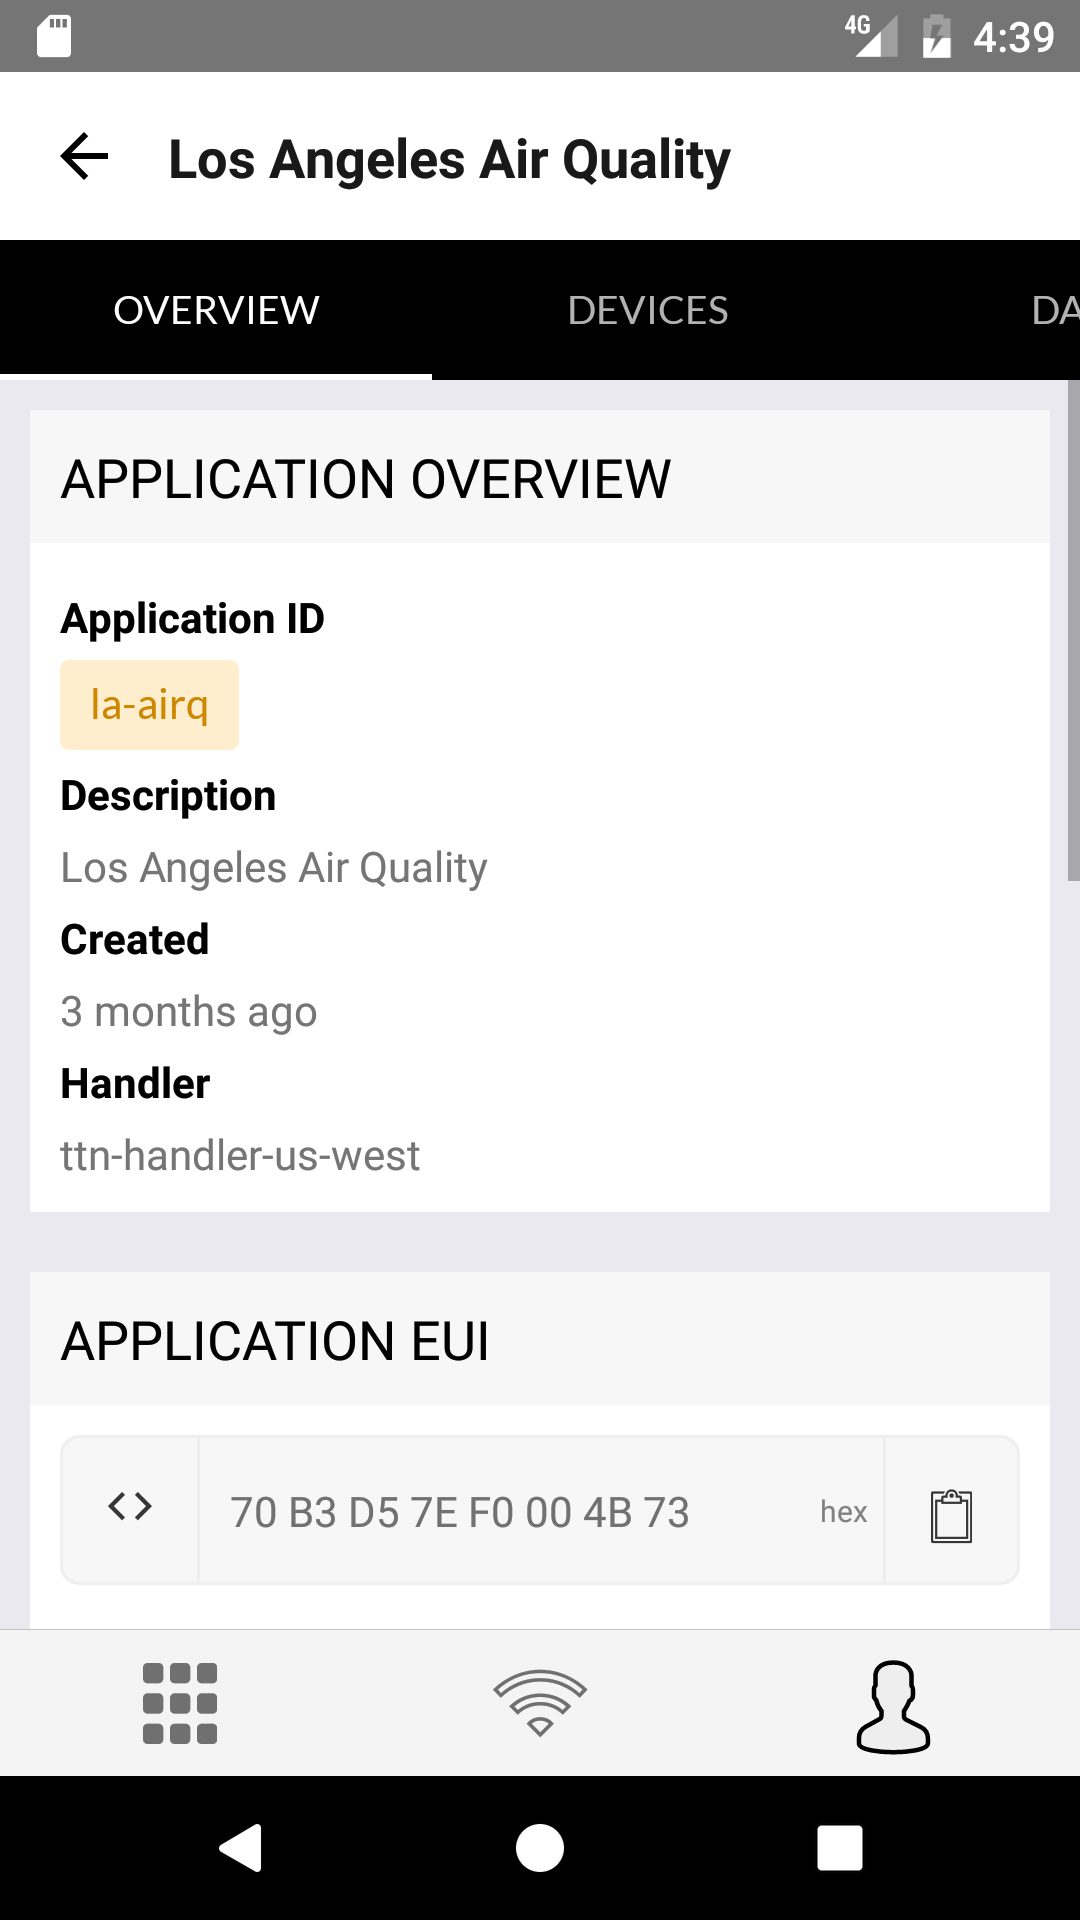 4G 4:39
Los Angeles Air Quality
OVERVIEW DEVICES DA
APPLICATION OVERVIEW
Application ID
la-airq
Description
Los Angeles Air Quality
Created
3 months ago
Handler
ttn-handler-us-west
APPLICATION EUI
<> 70 B3 D5 7E F0 00 4B 73 hex